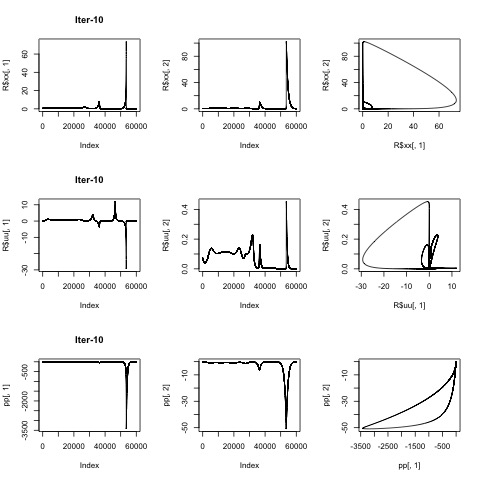 Iter-10
R$xx[, 1]
0 20 40 60
0 20000 40000 60000
Index
R$xx[, 2]
0 40 80
0 20000 40000 60000
Index
R$xx[, 2]
0 40 80
0 20 40 60
R$xx[, 1]
Iter-10
R$uu[, 1]
-30 -10 0 10
0 20000 40000 60000
Index
R$uu[, 2]
0.0 0.2 0.4
0 20000 40000 60000
Index
R$uu[, 2]
0.0 0.2 0.4
-30 -20 -10 0 10
R$uu[, 1]
Iter-10
pp[, 1]
-3500 -2000 -500
0 20000 40000 60000
Index
pp[, 2]
-50 -30 -10
0 20000 40000 60000
Index
pp[, 2]
-50 -30 -10
-3500 -2500 -1500 -500
pp[, 1]